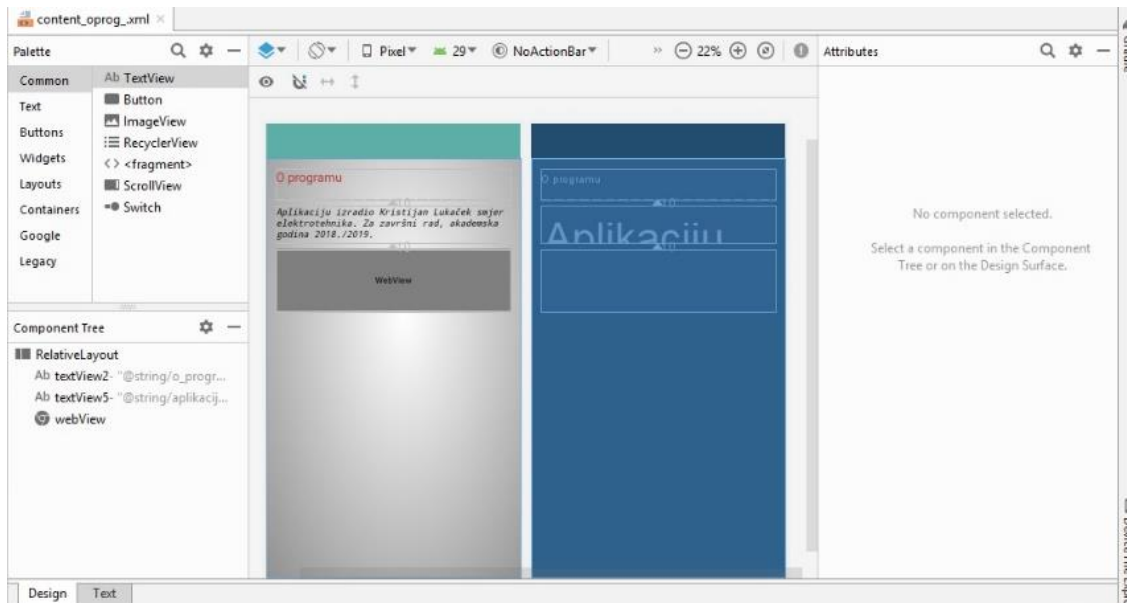 content_oprog_.xml
Palette
Common
Text
Buttons
Widgets
Layouts
Containers
Google
Legacy
Ab TextView
Button
ImageView
RecyclerView
<> <fragment>
ScrollView
Switch
Component Tree
RelativeLayout
Ab textView2- "@string/o_progr...
Ab textView5- "@string/aplikacij...
webView
Pixel 29 NoActionBar » 22%
O programu
Aplikaciju izradio Kristijan Lukaček smjer
elektrotehnika. Za završni rad, akademska
godina 2018./2019.
WebView
O programu
Aplikaciju
Attributes
No component selected.
Select a component in the Component
Tree or on the Design Surface.
Gradle
Design Text